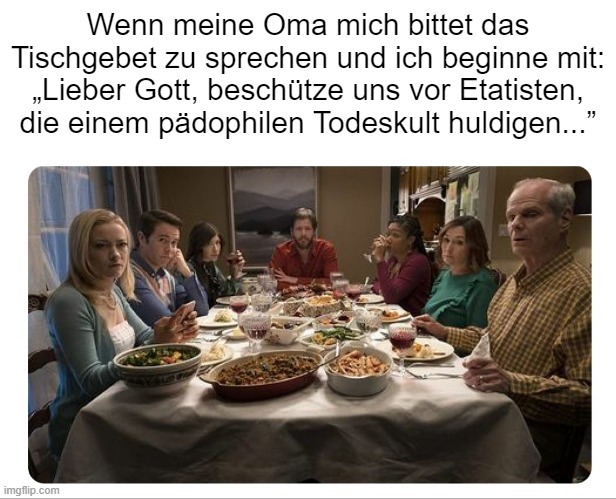 Wenn meine Oma mich bittet das
Tischgebet zu sprechen und ich beginne mit:
„Lieber Gott, beschütze uns vor Etatisten,
die einem pädophilen Todeskult huldigen...”
imgflip.com